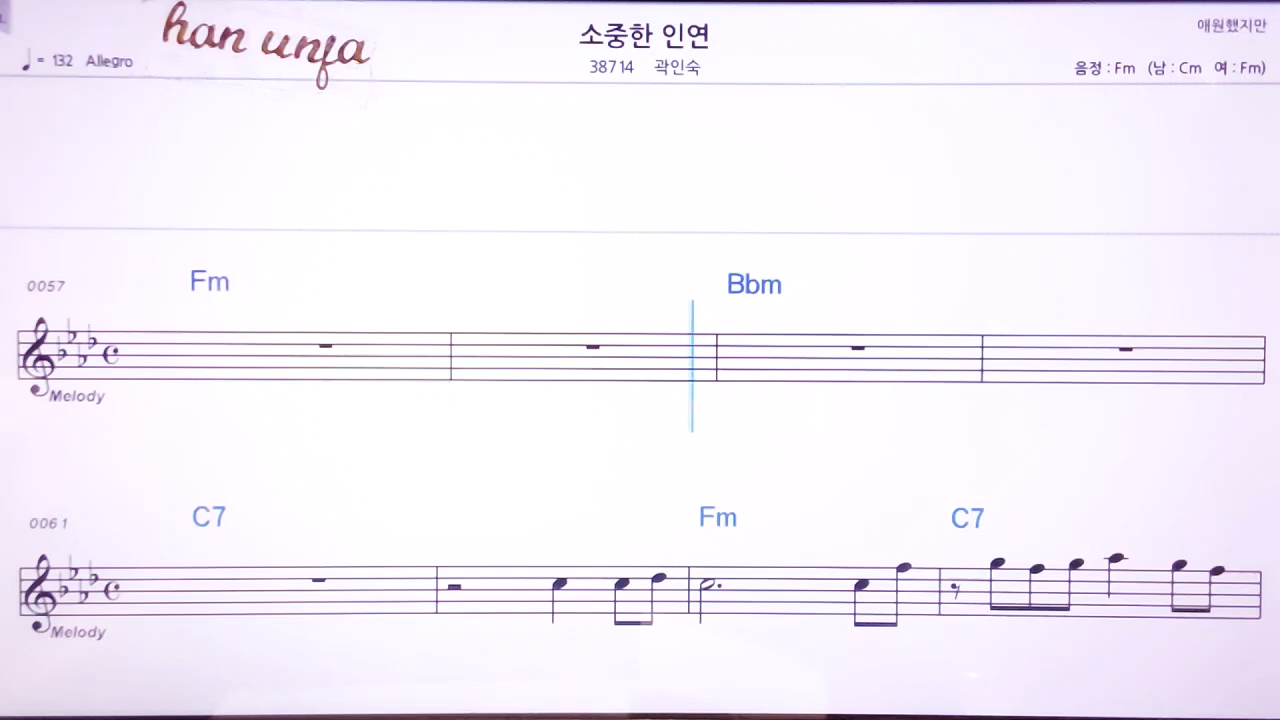 han unfa
소중한 인연
애원했지만
♩= 132 Allegro
38714 곽인숙
음정 : Fm (남 : Cm 여 : Fm)
0057 Fm Bbm
Melody
0061 C7 Fm C7
Melody